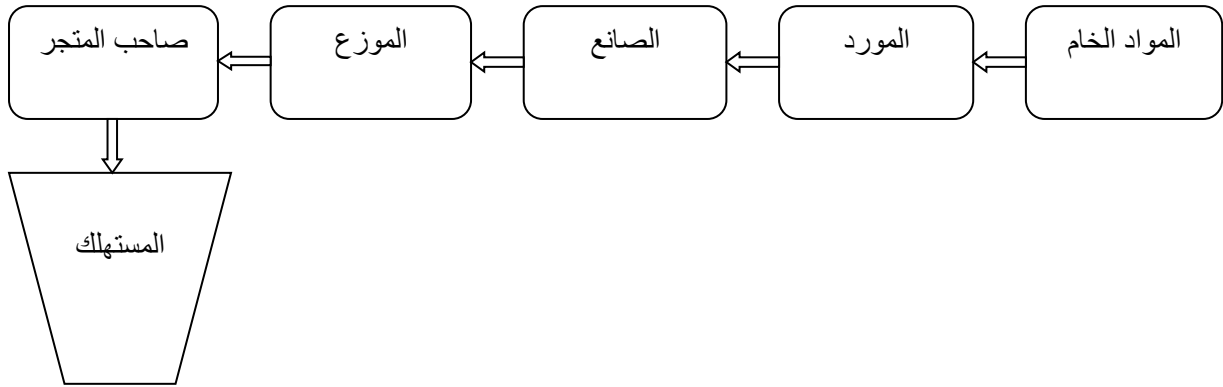 المواد الخام
المورد
الصانع
الموزع
صاحب المتجر
المستهلك